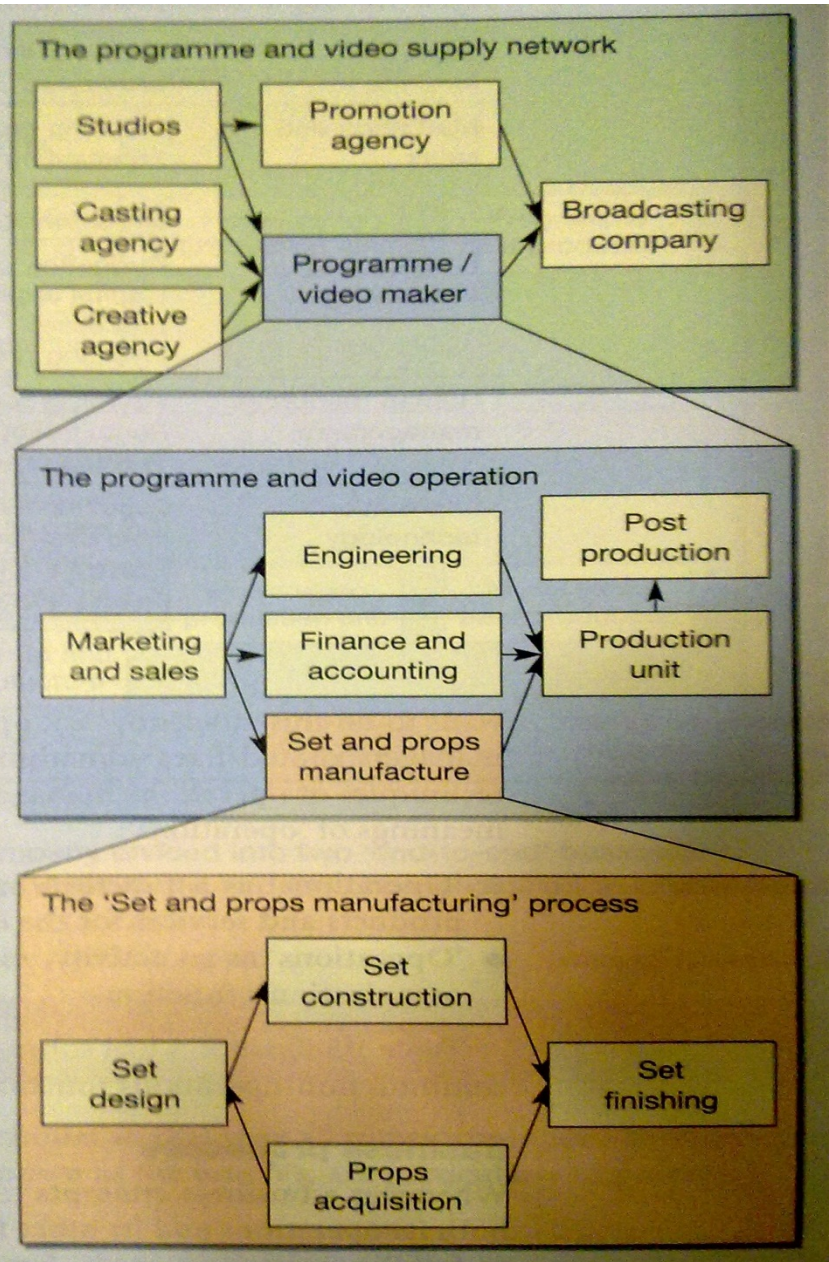 The programme and video supply network
Studios
Promotion
agency
Casting
agency
Broadcasting
company
Programme /
video maker
Creative
agency
The programme and video operation
Engineering
Post
production
Marketing
and sales
Finance and
accounting
Production
unit
Set and props
manufacture
The ‘Set and props manufacturing’ process
Set
construction
Set
design
Set
finishing
Props
acquisition